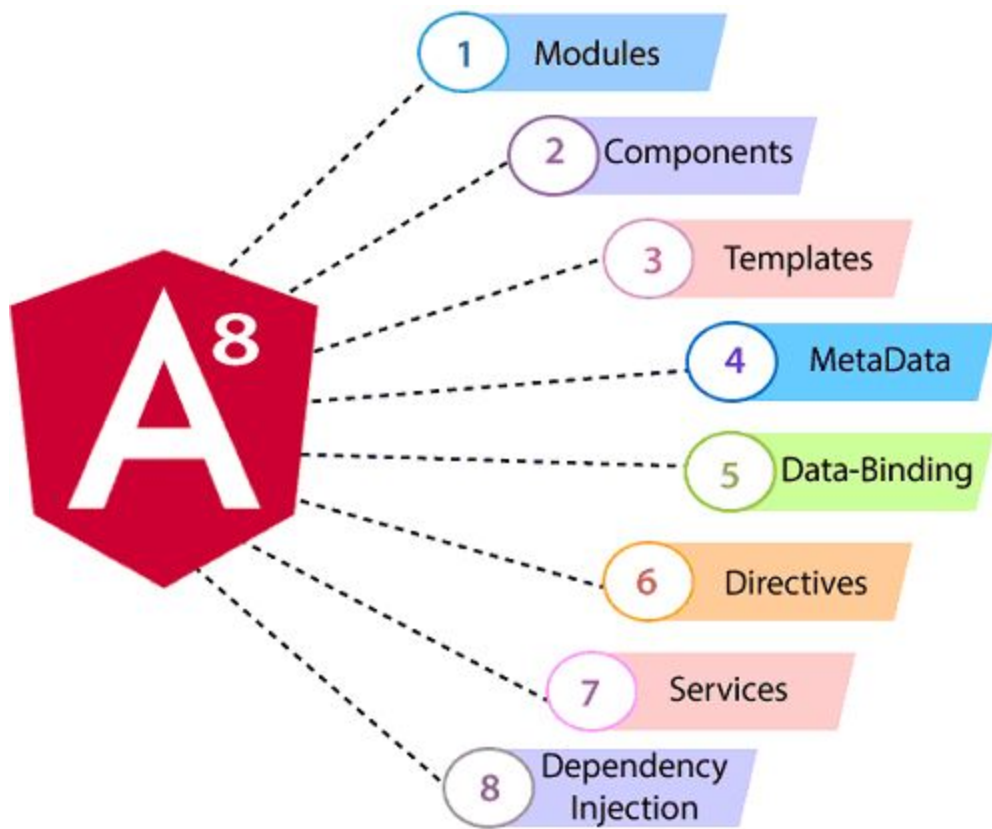 A 8
1 Modules
2 Components
3 Templates
4 MetaData
5 Data-Binding
6 Directives
7 Services
8 Dependency
Injection